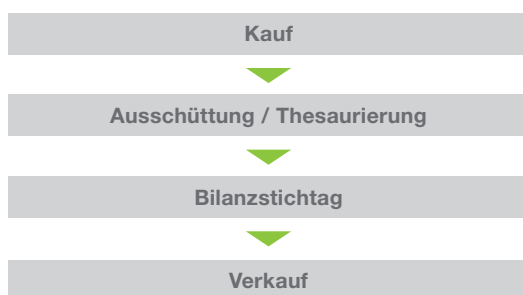 Kauf
Ausschüttung / Thesaurierung
Bilanzstichtag
Verkauf